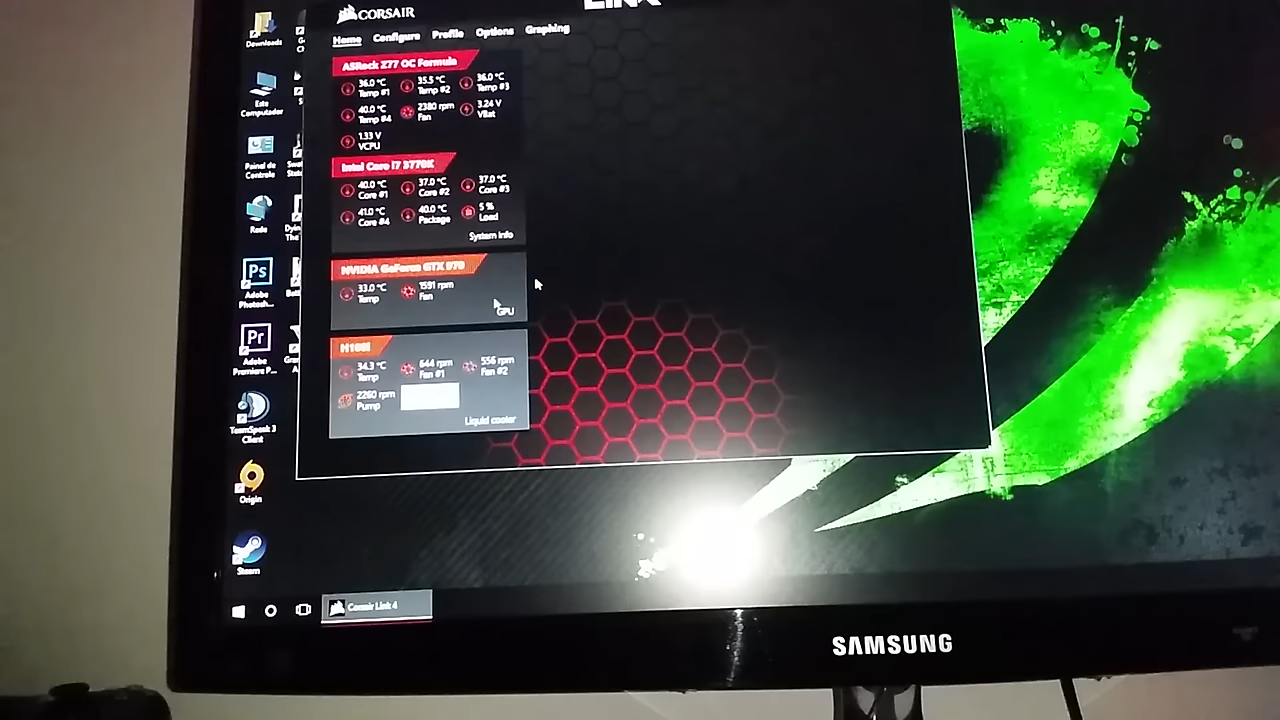 CORSAIR
LINK
Home Configure Profile Options Graphing
ASRock Z77 OC Formula
36.0 °C 35.5 °C 36.0 °C
Temp #1 Temp #2 Temp #3
40.0 °C 2380 rpm 3.24 V
Temp #4 Fan VBat
1.33 V
VCPU
Intel Core i7 3770K
40.0 °C 37.0 °C 37.0 °C
Core #1 Core #2 Core #3
41.0 °C 40.0 °C 5 %
Core #4 Package Load
System info
NVIDIA GeForce GTX 970
33.0 °C 1591 rpm
Temp Fan
GPU
H100i
34.3 °C 644 rpm 556 rpm
Temp Fan #1 Fan #2
2260 rpm
Pump
Liquid cooler
Downloads
Este
Computador
Painel de
Controle
Rede
Ps
Adobe
Photosh...
Pr
Adobe
Premiere P...
TeamSpeak 3
Client
Origin
Steam
Corsair Link 4
SAMSUNG